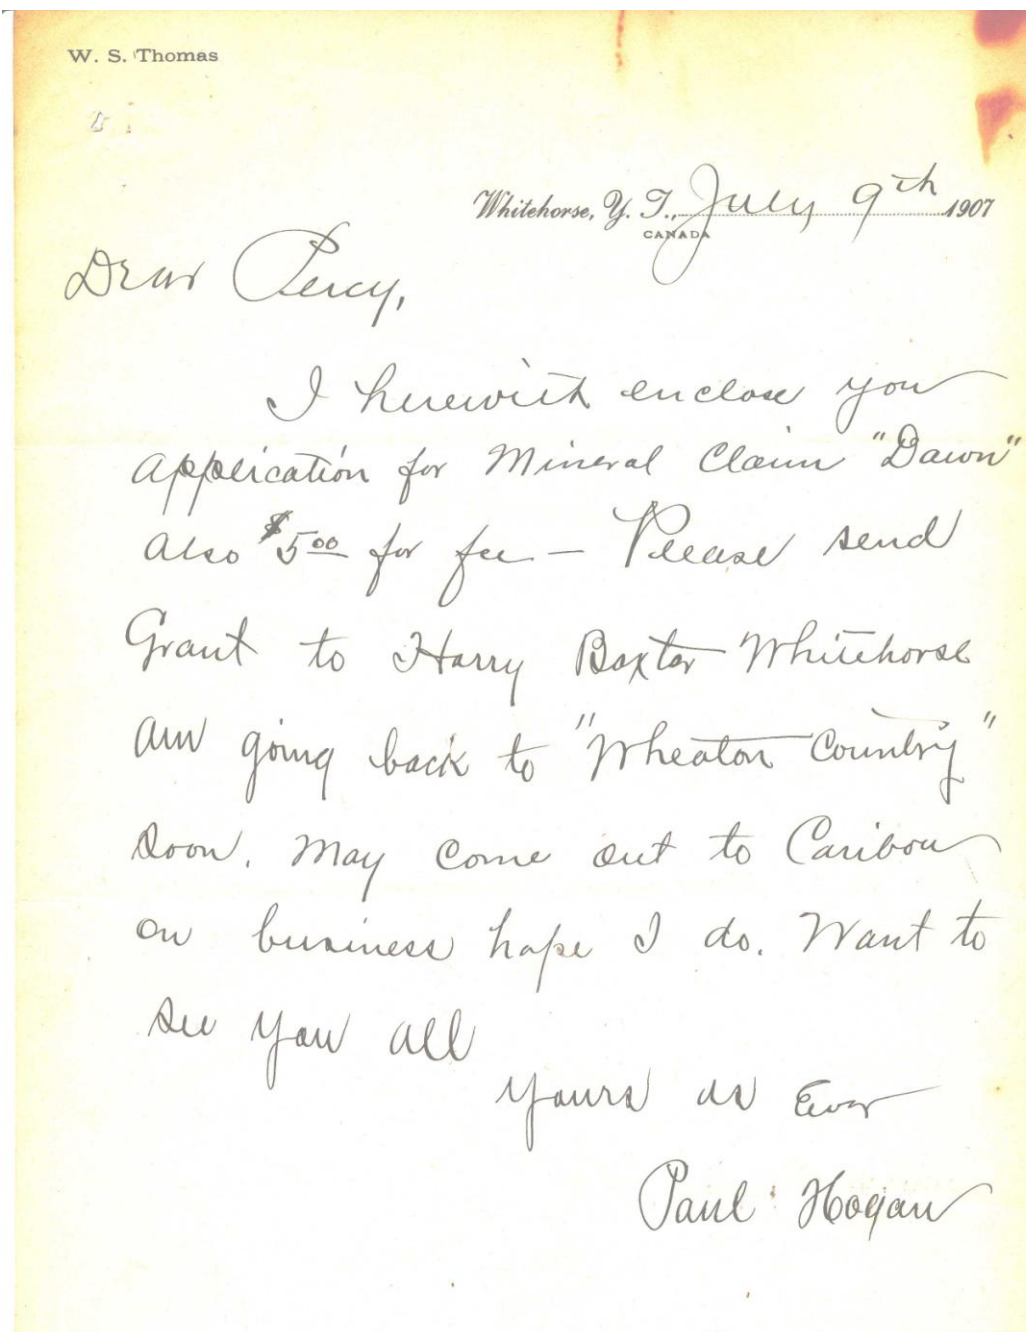 W. S. Thomas
Whitehorse, Y. T., July 9th 1907
CANADA
Dear Percy,
I herewith enclose you
application for Mineral Claim "Dawn"
also $5.00 for fee — Please send
Grant to Harry Baxter Whitehorse
am going back to "Wheaton Country"
soon. May come out to Caribou
on business hope I do. Want to
see you all
Yours as Ever
Paul Hogan